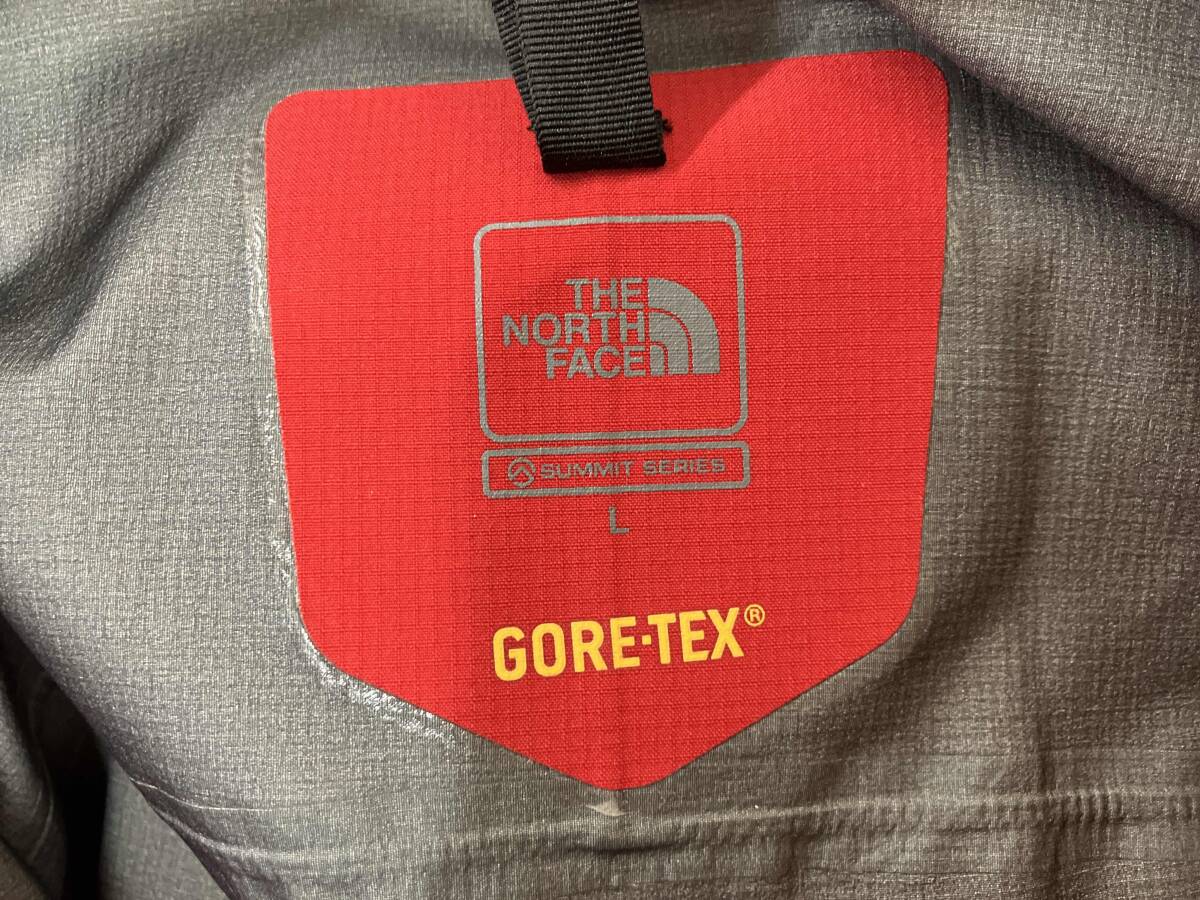 THE
NORTH
FACE
SUMMIT SERIES
L
GORE-TEX®